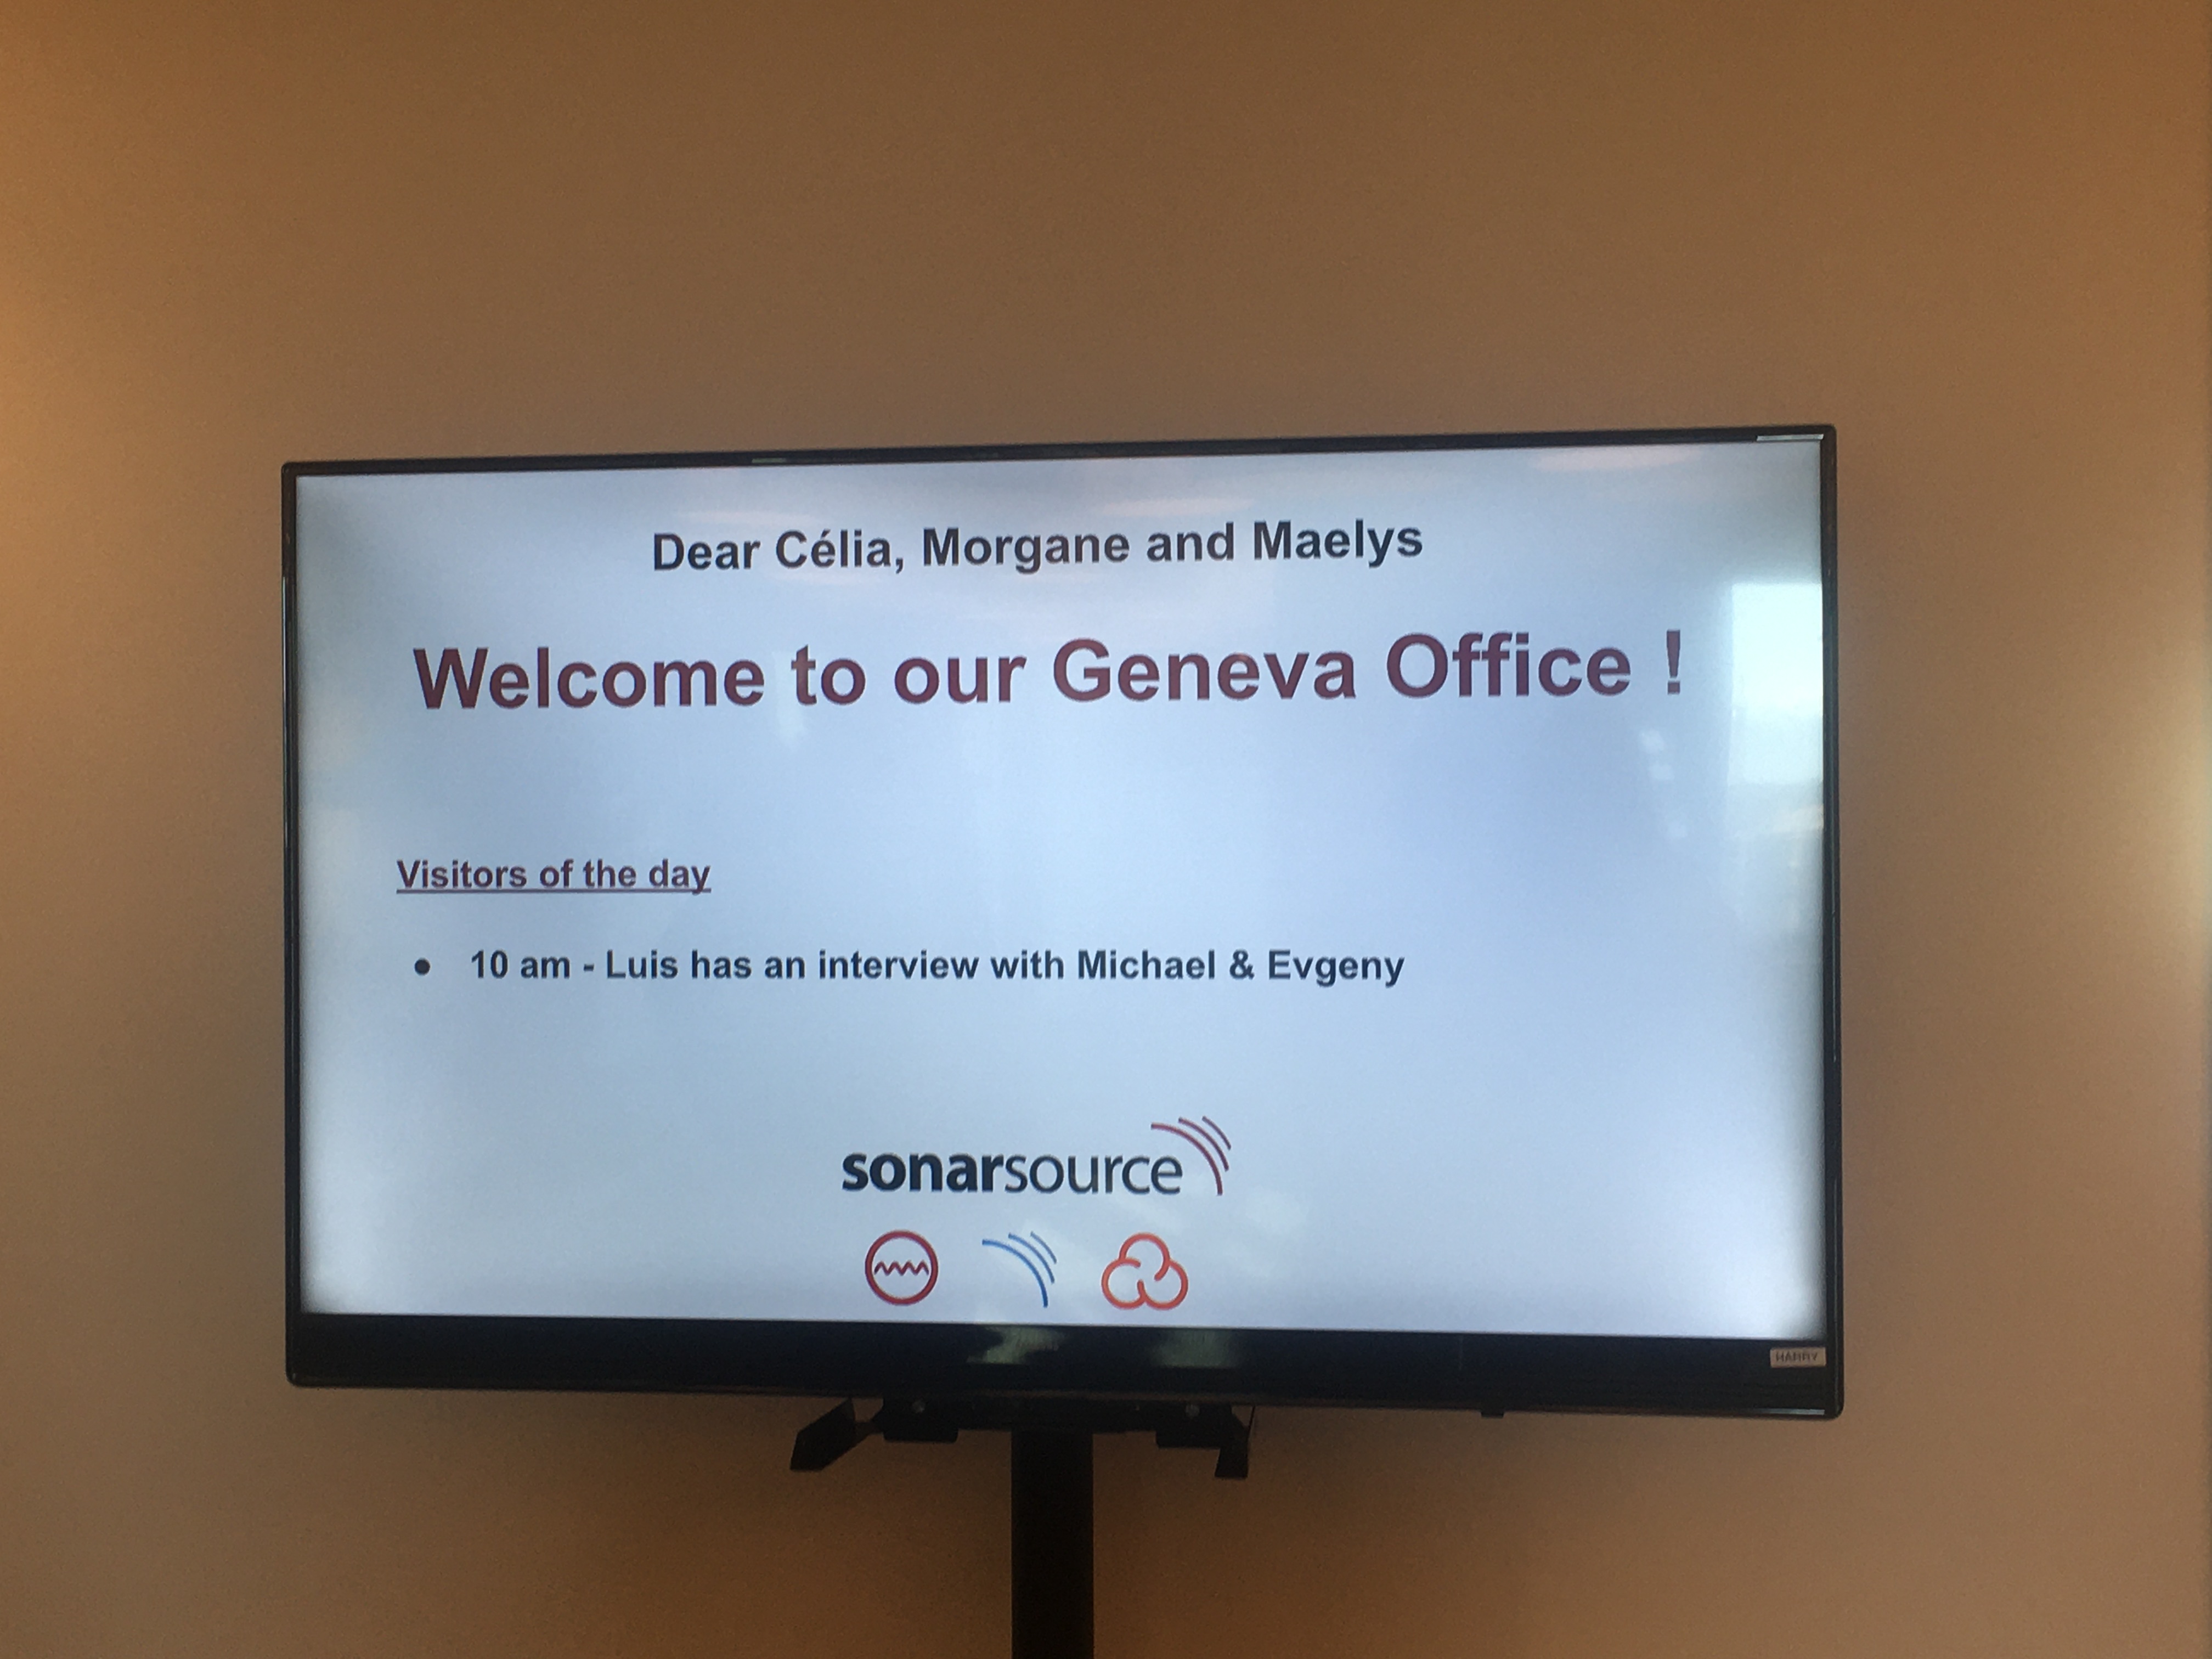 Dear Célia, Morgane and Maelys
Welcome to our Geneva Office !
Visitors of the day
● 10 am - Luis has an interview with Michael & Evgeny
sonarsource
HARRY